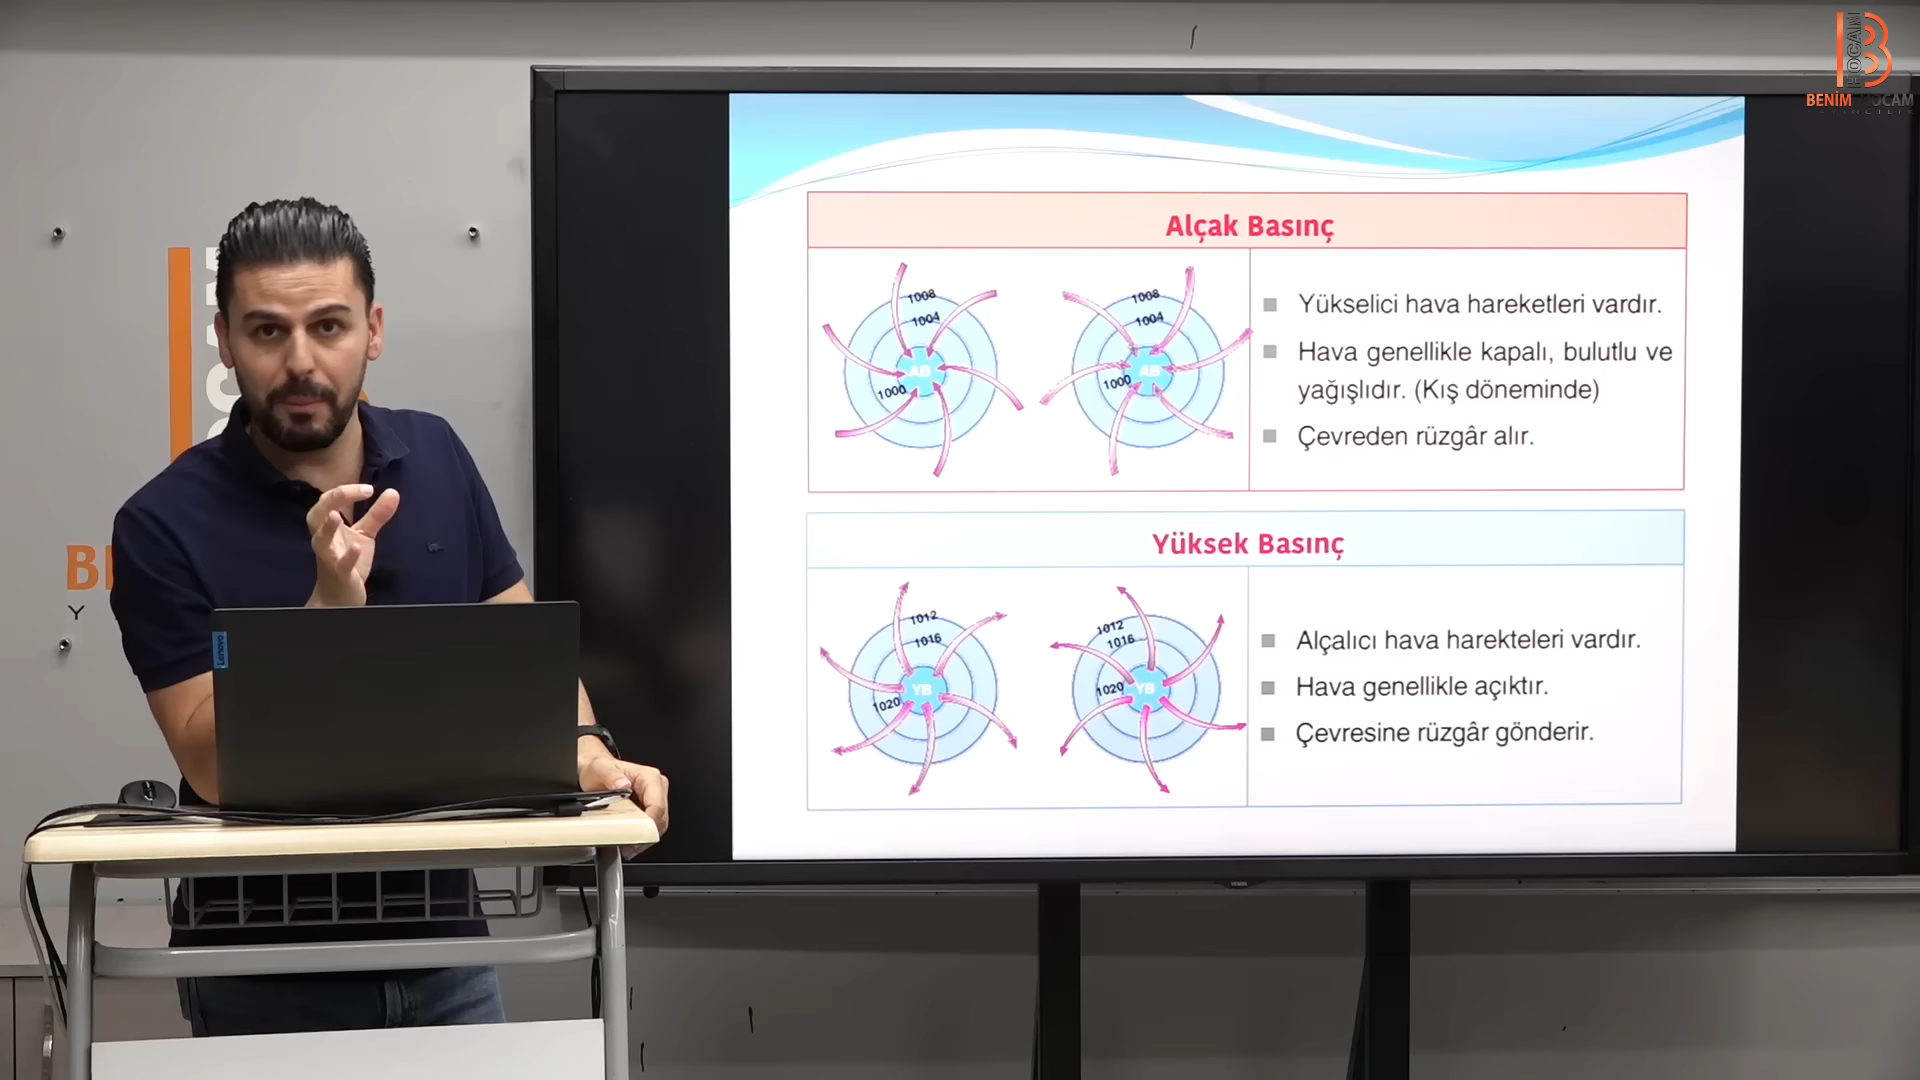 BENİM HOCAM
Alçak Basınç
1008
1004
AB
1000
1008
1004
AB
1000
Yükselici hava hareketleri vardır.
Hava genellikle kapalı, bulutlu ve
yağışlıdır. (Kış döneminde)
Çevreden rüzgâr alır.
Yüksek Basınç
1012
1016
YB
1020
1012
1016
YB
1020
Alçalıcı hava harekteleri vardır.
Hava genellikle açıktır.
Çevresine rüzgâr gönderir.
Lenovo